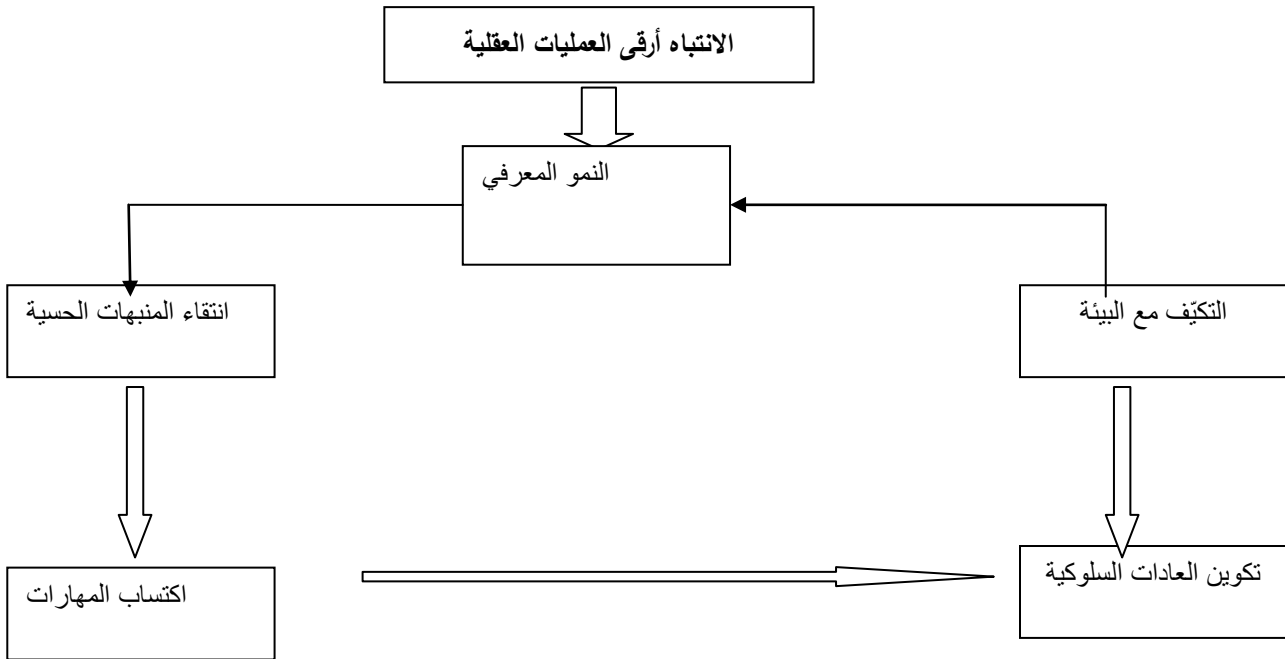 الانتباه أرقى العمليات العقلية
النمو المعرفي
التكيّف مع البيئة
انتقاء المنبهات الحسية
تكوين العادات السلوكية
اكتساب المهارات